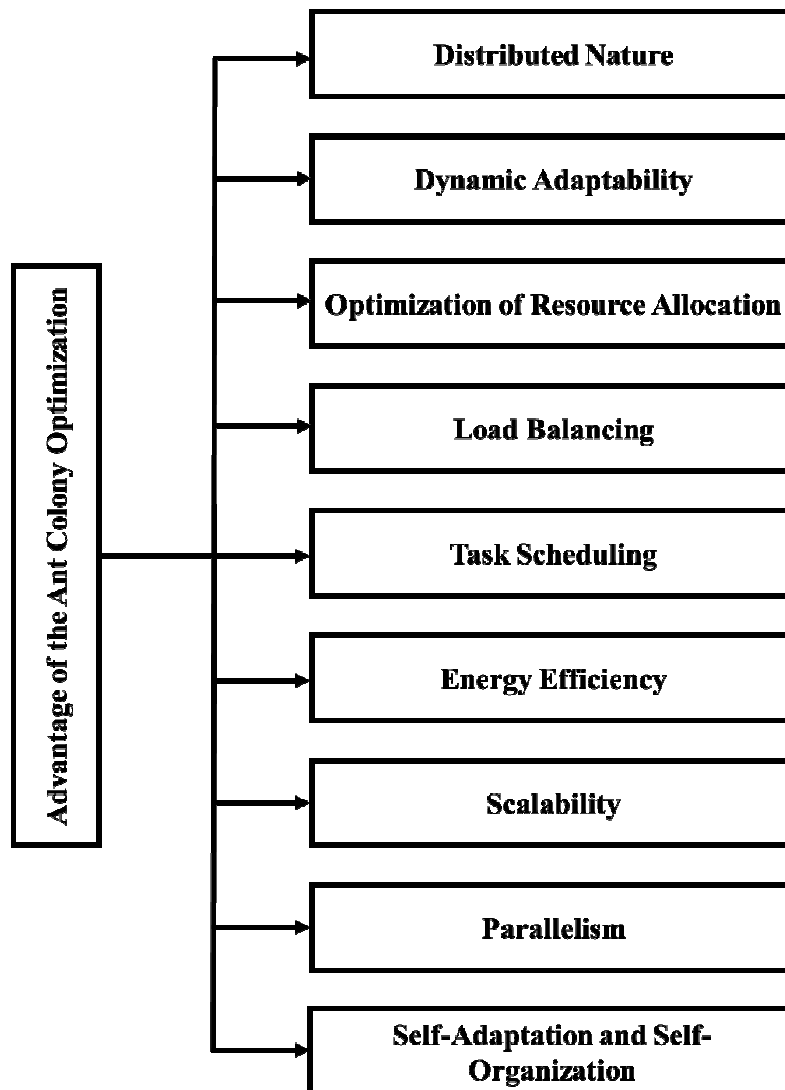 Distributed Nature
Dynamic Adaptability
Optimization of Resource Allocation
Advantage of the Ant Colony Optimization
Load Balancing
Task Scheduling
Energy Efficiency
Scalability
Parallelism
Self-Adaptation and Self-
Organization